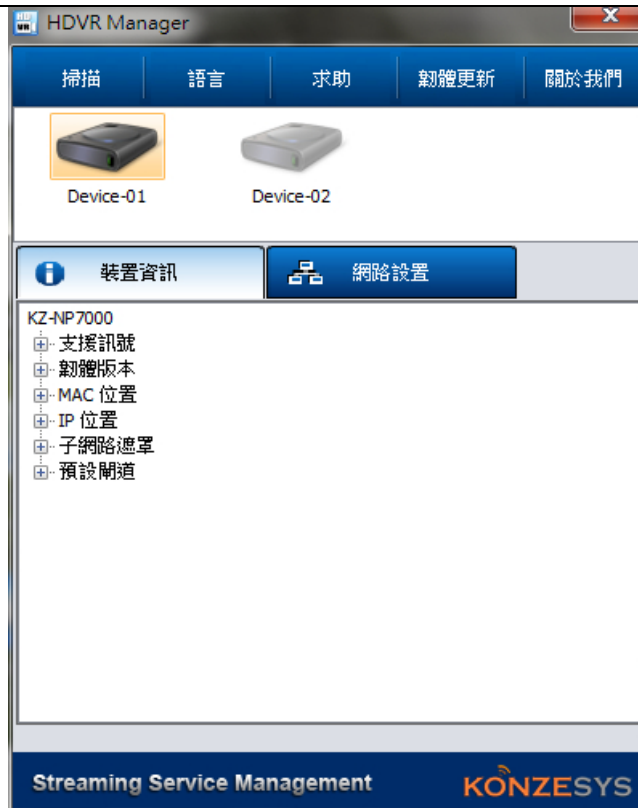 HDVR Manager
掃描 語言 求助 韌體更新 關於我們
Device-01 Device-02
裝置資訊 網路設置
KZ-NP7000
支援訊號
韌體版本
MAC 位置
IP 位置
子網路遮罩
預設閘道
Streaming Service Management KONZESYS